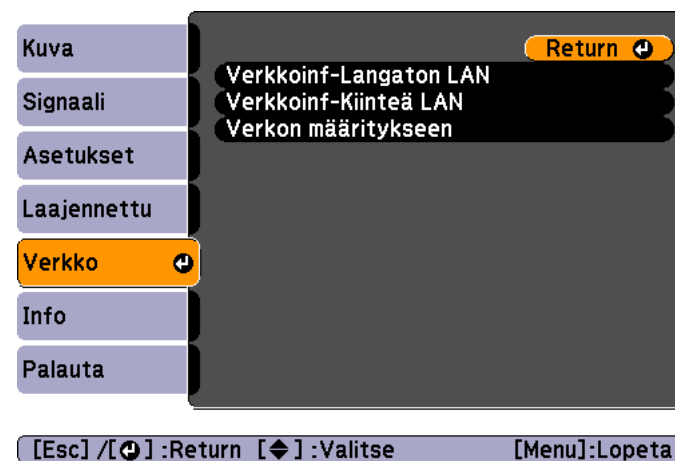 Kuva
Signaali
Asetukset
Laajennettu
Verkko
Info
Palauta
Return
Verkkoinf-Langaton LAN
Verkkoinf-Kiinteä LAN
Verkon määritykseen
[Esc] /[ ] :Return [ ] :Valitse [Menu]:Lopeta